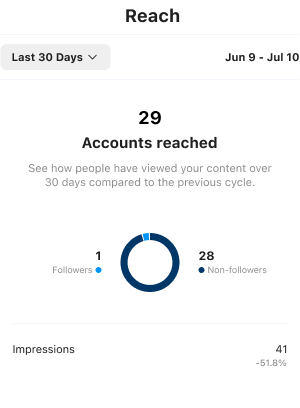 Reach
Last 30 Days
Jun 9 - Jul 10
29
Accounts reached
See how people have viewed your content over
30 days compared to the previous cycle.
1
Followers
28
Non-followers
Impressions
41
-51.8%